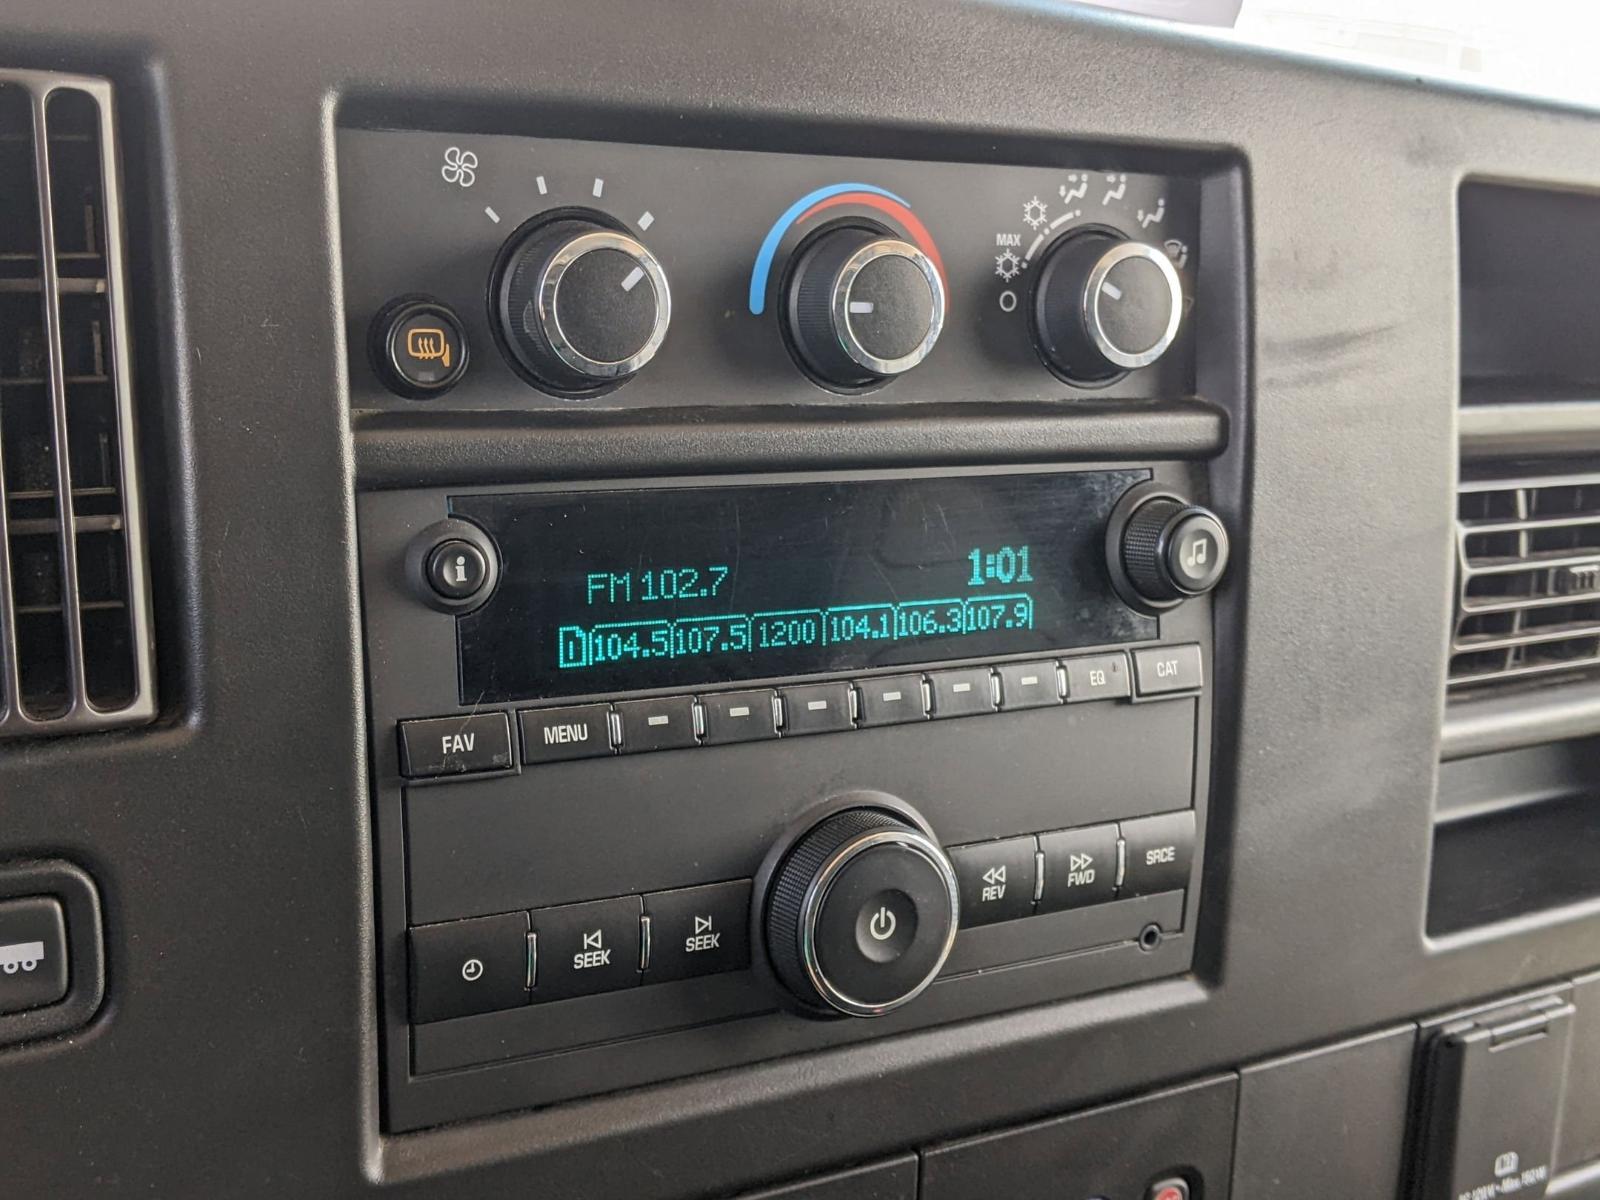 MAX
i
FM 102.7 1:01
1 104.5 107.5 1200 104.1 106.3 107.9
FAV MENU EQ CAT
SEEK SEEK REV FWD SRCE